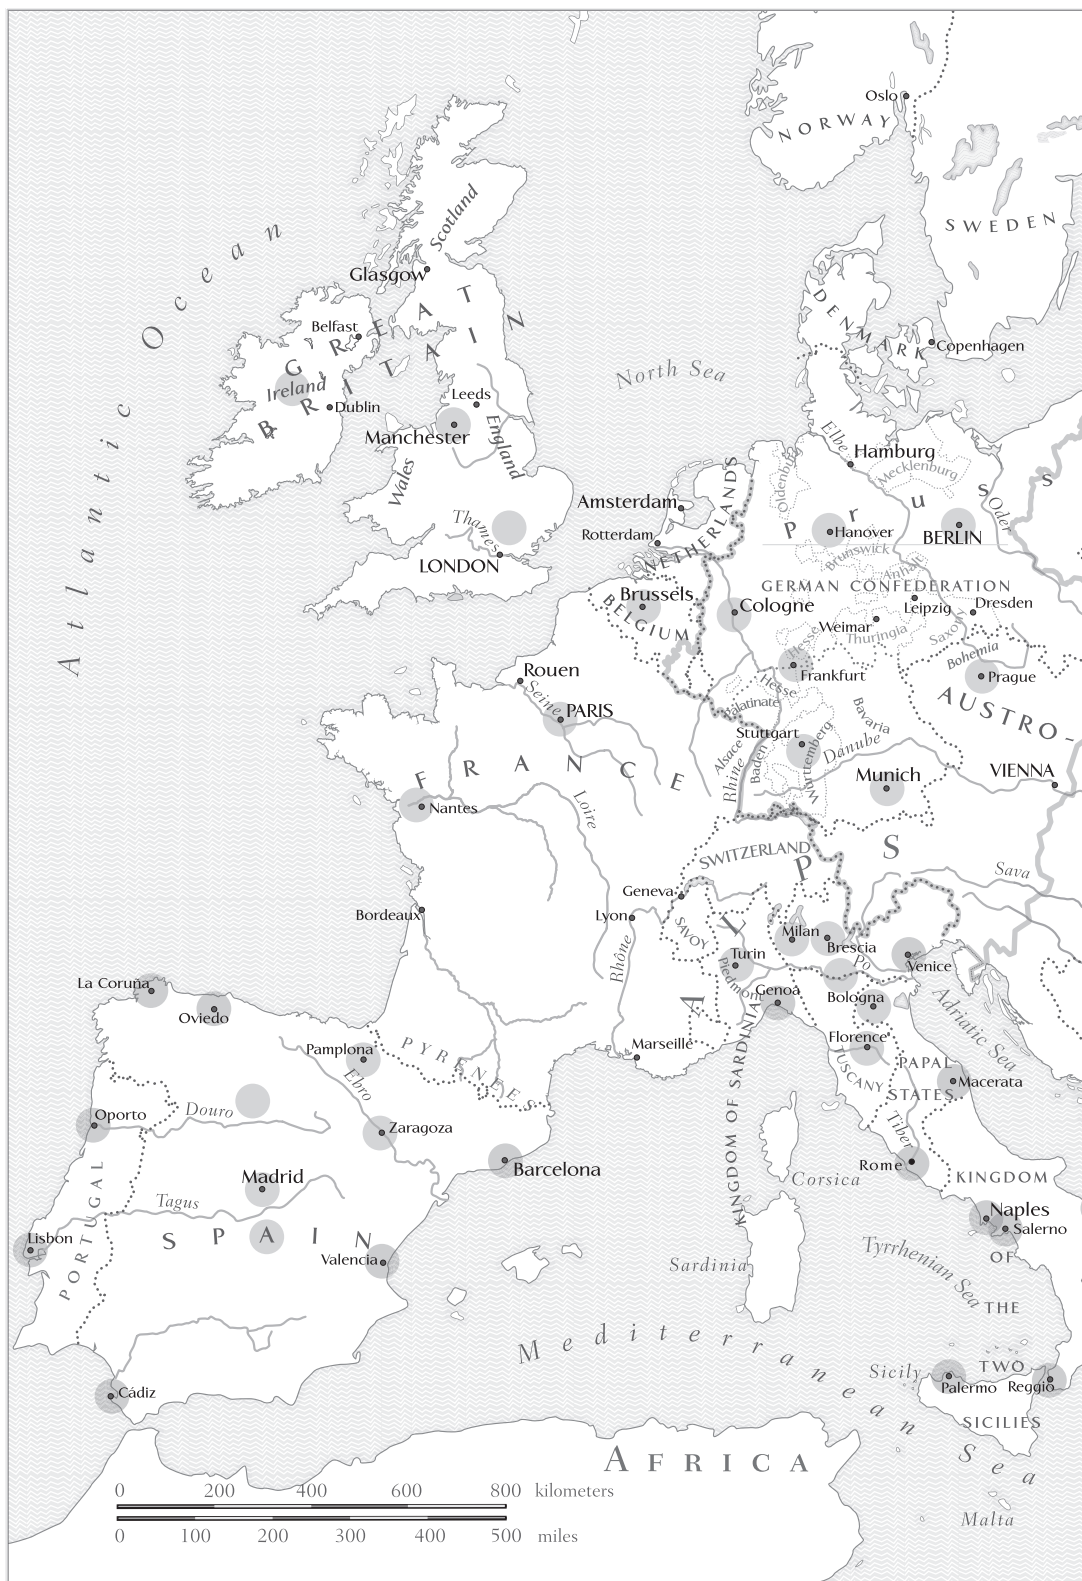 Oslo
NORWAY
SWEDEN
Atlantic Ocean
Scotland
Glasgow
GREAT
BRITAIN
Belfast
Ireland
Dublin
Leeds
Manchester
England
Wales
Thames
LONDON
North Sea
DENMARK
Copenhagen
Elbe
Hamburg
Oldenburg
Mecklenburg
Pruss
Oder
Amsterdam
Rotterdam
NETHERLANDS
Hanover
BERLIN
Brunswick
Anhalt
GERMAN CONFEDERATION
Brussels
BELGIUM
Cologne
Leipzig
Dresden
Weimar
Thuringia
Saxony
Hesse
Frankfurt
Bohemia
Prague
Hesse
Palatinate
AUSTRO-
Rouen
Seine
PARIS
Stuttgart
Württemberg
Bavaria
Danube
Alsace
Rhine
Baden
Munich
VIENNA
FRANCE
Nantes
Loire
SWITZERLAND
ALPS
Sava
Geneva
Bordeaux
Lyon
Rhône
SAVOY
Milan
Brescia
Turin
Piedmont
Po
Venice
La Coruña
Oviedo
Genoa
Bologna
Adriatic Sea
Pamplona
PYRENEES
Marseille
Florence
TUSCANY
PAPAL
STATES
Macerata
Ebro
KINGDOM OF SARDINIA
Oporto
Douro
Zaragoza
Tiber
Barcelona
Rome
Corsica
KINGDOM
Madrid
Tagus
PORTUGAL
Lisbon
SPAIN
Valencia
Naples
Salerno
OF
Sardinia
Tyrrhenian Sea
THE
Mediterranean Sea
Sicily
TWO
Palermo
Reggio
SICILIES
Cádiz
AFRICA
Malta
0 200 400 600 800 kilometers
0 100 200 300 400 500 miles